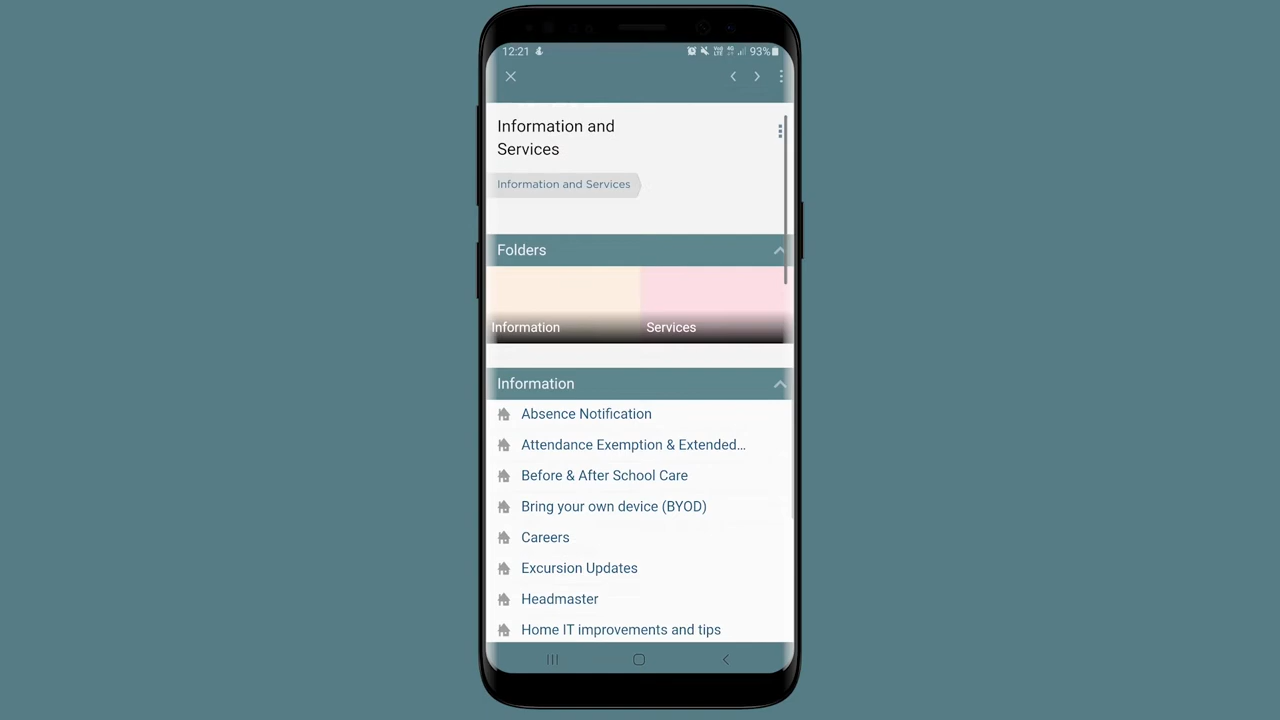 12:21 93%
Information and
Services
Information and Services
Folders
Information Services
Information
Absence Notification
Attendance Exemption & Extended...
Before & After School Care
Bring your own device (BYOD)
Careers
Excursion Updates
Headmaster
Home IT improvements and tips